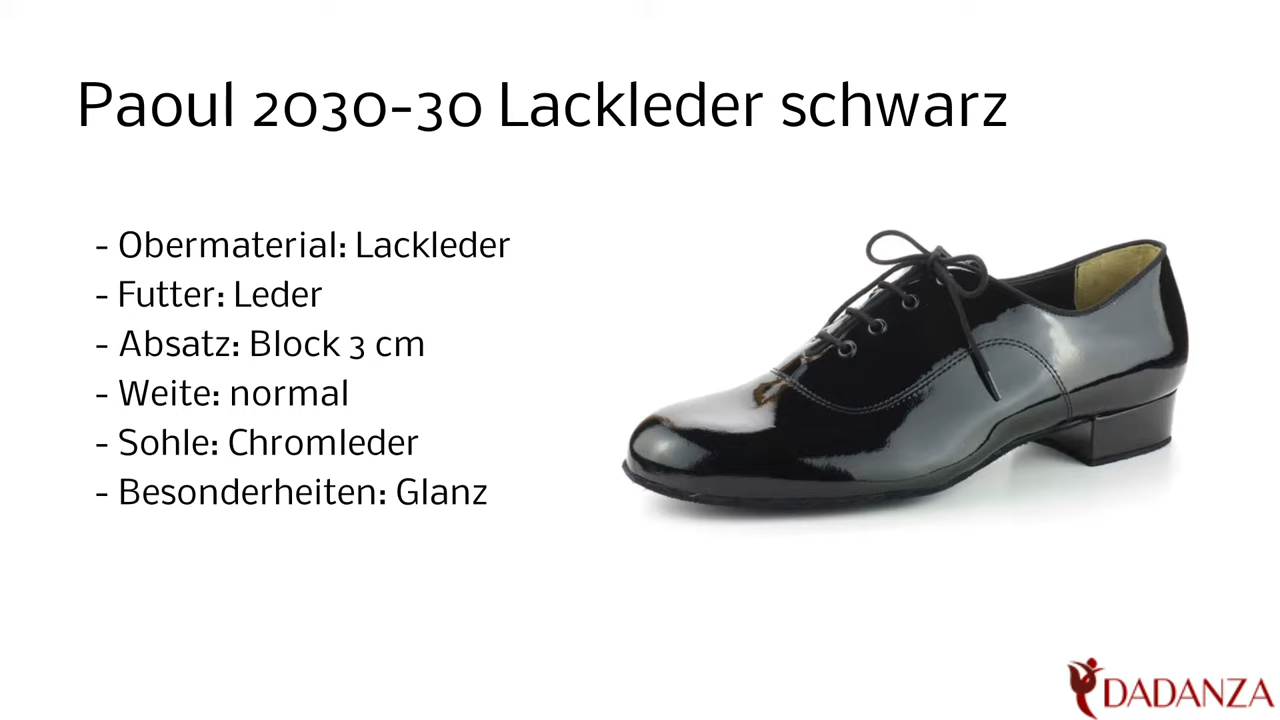 Paoul 2030-30 Lackleder schwarz
- Obermaterial: Lackleder
- Futter: Leder
- Absatz: Block 3 cm
- Weite: normal
- Sohle: Chromleder
- Besonderheiten: Glanz
DADANZA